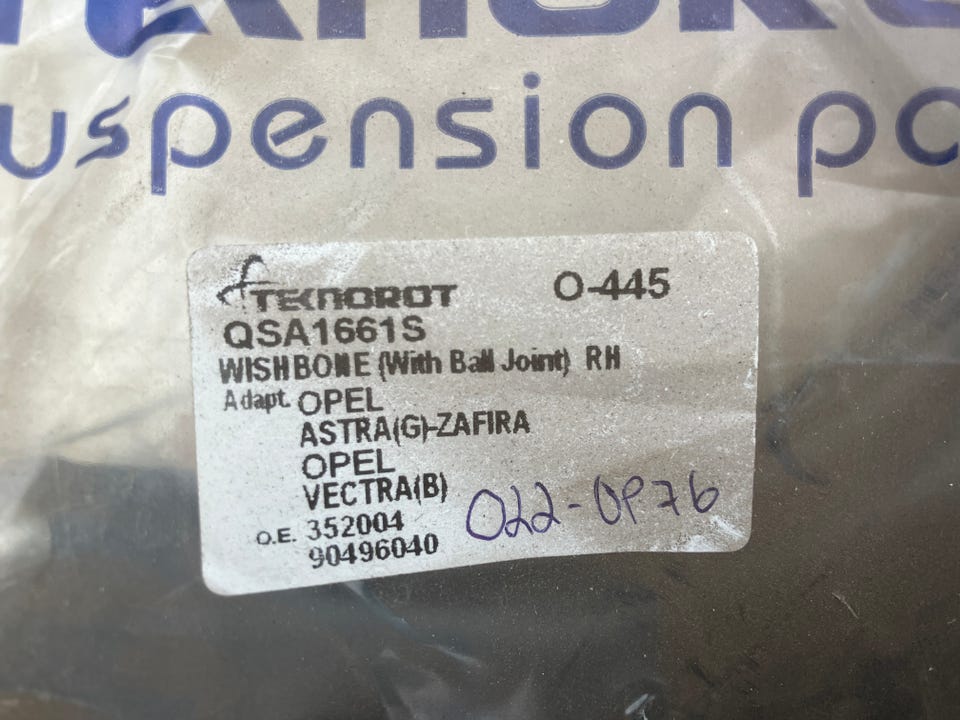 uspension pa
TEKNOROT O-445
QSA1661S
WISHBONE (With Ball Joint) RH
Adapt. OPEL
ASTRA(G)-ZAFIRA
OPEL
VECTRA(B)
O.E. 352004
90496040
022-OP76